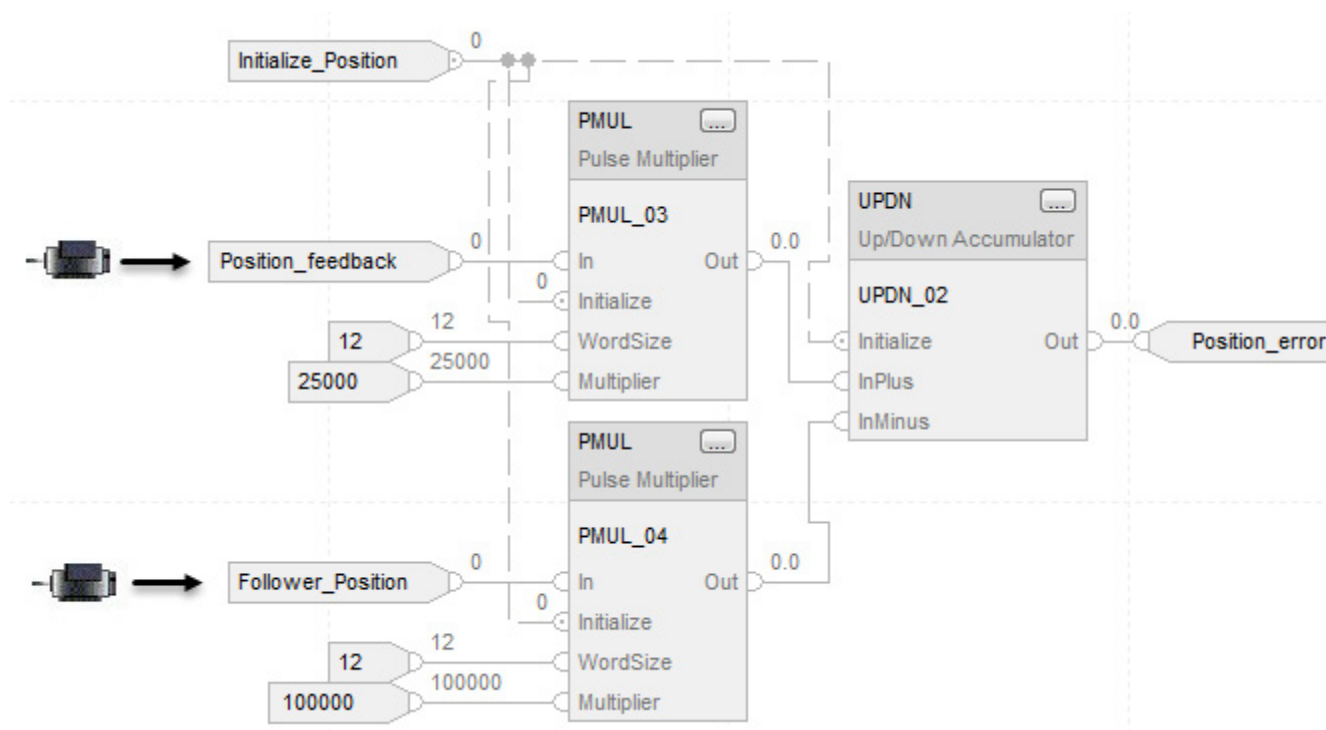 0
Initialize_Position
PMUL ...
Pulse Multiplier
PMUL_03
0
Position_feedback
In
Out
0.0
0
Initialize
12
12
WordSize
25000
25000
Multiplier
UPDN ...
Up/Down Accumulator
UPDN_02
Initialize
Out
0.0
Position_error
InPlus
InMinus
PMUL ...
Pulse Multiplier
PMUL_04
0
Follower_Position
In
Out
0.0
0
Initialize
12
12
WordSize
100000
100000
Multiplier